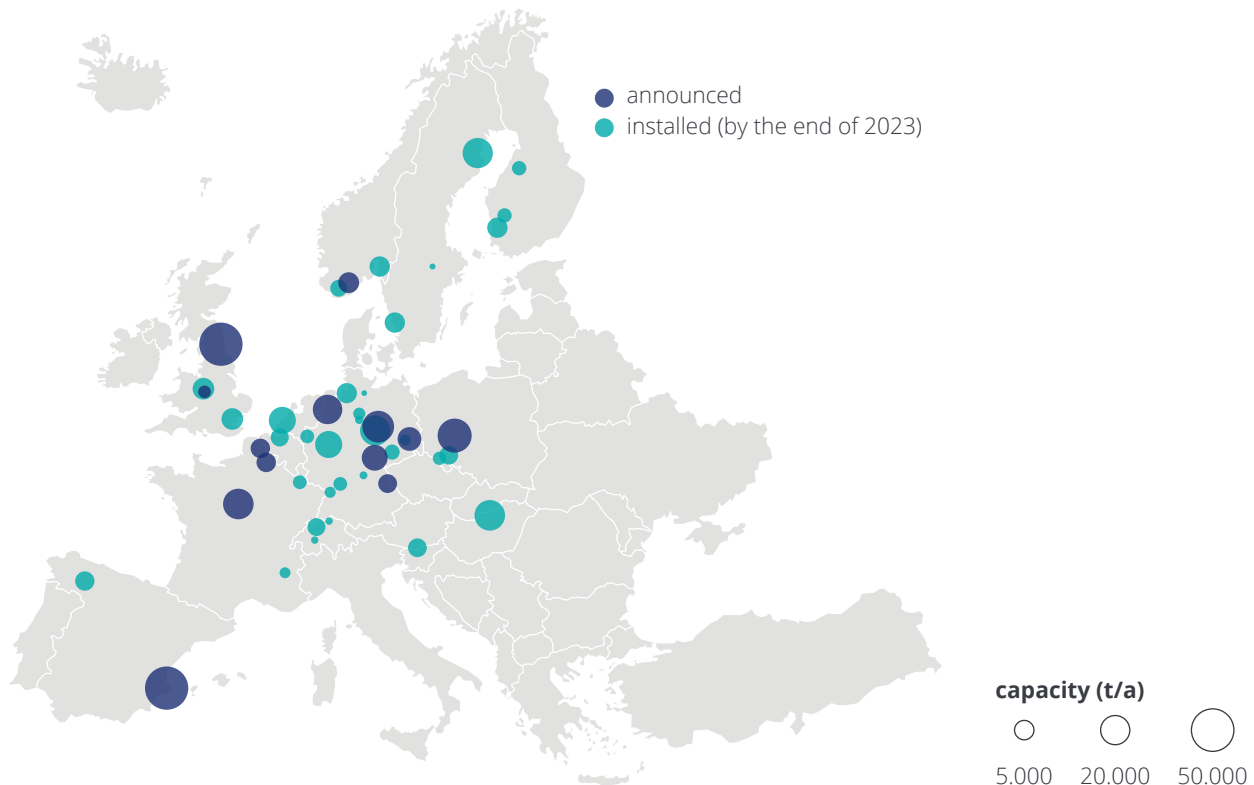 announced
installed (by the end of 2023)
capacity (t/a)
5.000 20.000 50.000